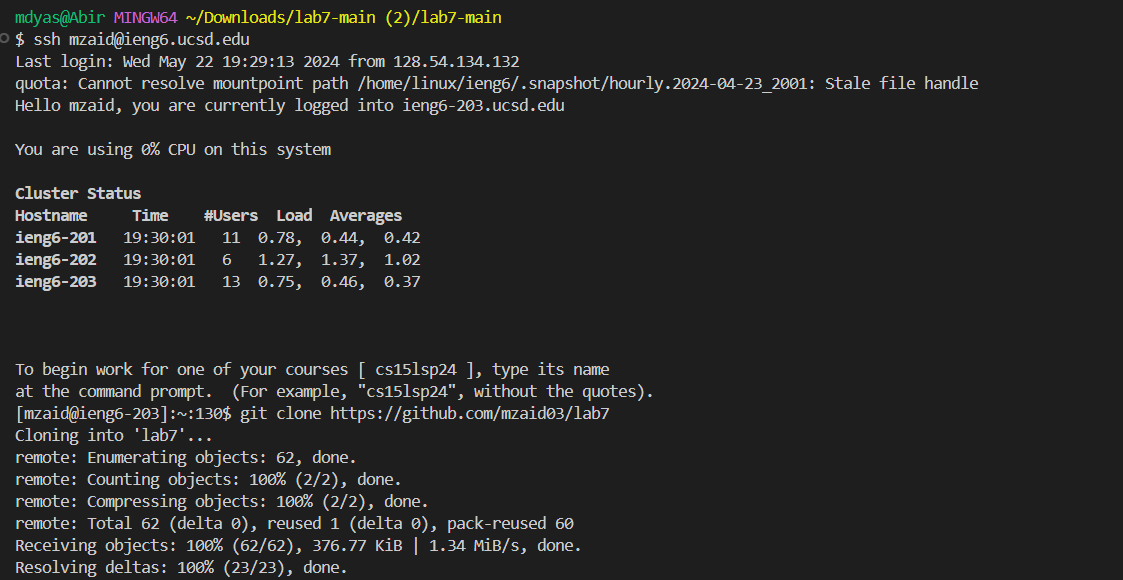 mdyas@Abir MINGW64 ~/Downloads/lab7-main (2)/lab7-main
$ ssh mzaid@ieng6.ucsd.edu
Last login: Wed May 22 19:29:13 2024 from 128.54.134.132
quota: Cannot resolve mountpoint path /home/linux/ieng6/.snapshot/hourly.2024-04-23_2001: Stale file handle
Hello mzaid, you are currently logged into ieng6-203.ucsd.edu
You are using 0% CPU on this system
Cluster Status
Hostname     Time    #Users  Load  Averages
ieng6-201   19:30:01   11  0.78,  0.44,  0.42
ieng6-202   19:30:01   6   1.27,  1.37,  1.02
ieng6-203   19:30:01   13  0.75,  0.46,  0.37
To begin work for one of your courses [ cs15lsp24 ], type its name
at the command prompt.  (For example, "cs15lsp24", without the quotes).
[mzaid@ieng6-203]:~:130$ git clone https://github.com/mzaid03/lab7
Cloning into 'lab7'...
remote: Enumerating objects: 62, done.
remote: Counting objects: 100% (2/2), done.
remote: Compressing objects: 100% (2/2), done.
remote: Total 62 (delta 0), reused 1 (delta 0), pack-reused 60
Receiving objects: 100% (62/62), 376.77 KiB | 1.34 MiB/s, done.
Resolving deltas: 100% (23/23), done.